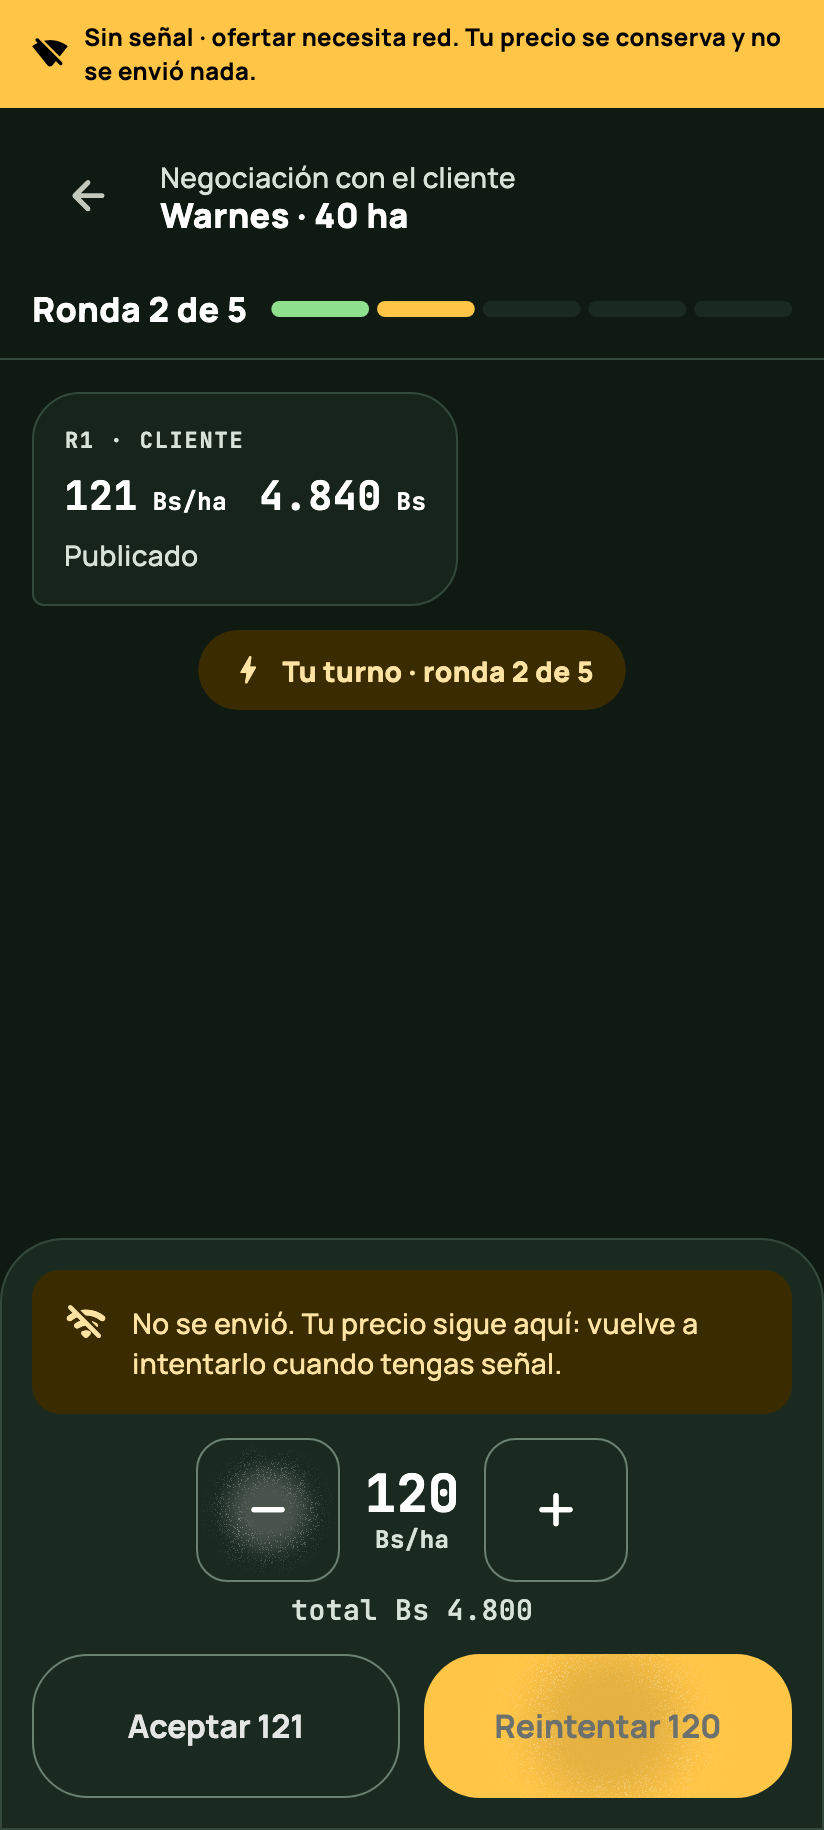 Sin señal · ofertar necesita red. Tu precio se conserva y no
se envió nada.
Negociación con el cliente
Warnes · 40 ha
Ronda 2 de 5
R1 · CLIENTE
121 Bs/ha 4.840 Bs
Publicado
Tu turno · ronda 2 de 5
No se envió. Tu precio sigue aquí: vuelve a
intentarlo cuando tengas señal.
120
Bs/ha
total Bs 4.800
Aceptar 121
Reintentar 120